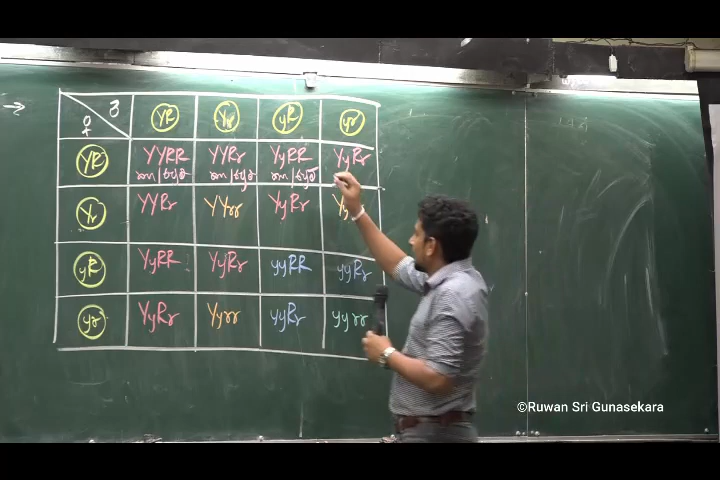 →
♀ ♂ YR Yr yR yr
YR YYRR YYRr YyRR YyRr
Yr YYRr YYrr YyRr
yR YyRR YyRr yyRR yyRr
yr YyRr Yyrr yyRr yyrr
©Ruwan Sri Gunasekara